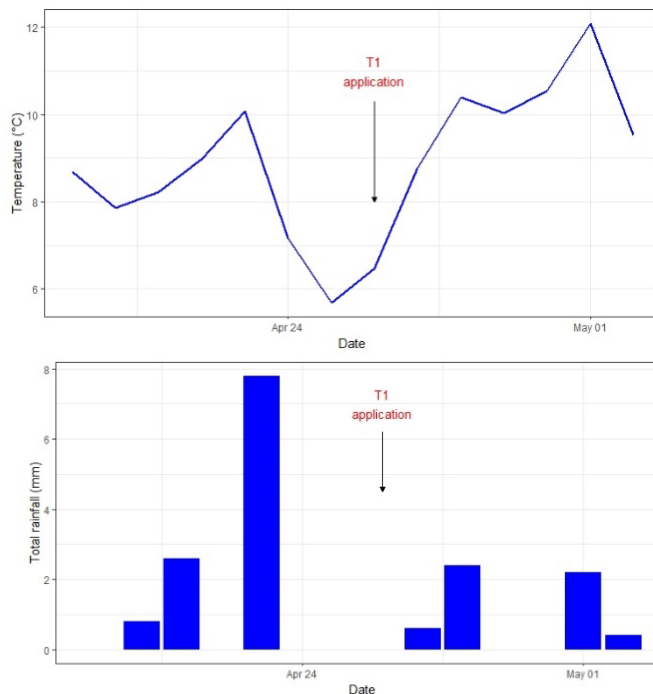 12
10
8
6
Temperature (°C)
T1
application
Apr 24
May 01
Date
8
6
4
2
0
Total rainfall (mm)
T1
application
Apr 24
May 01
Date